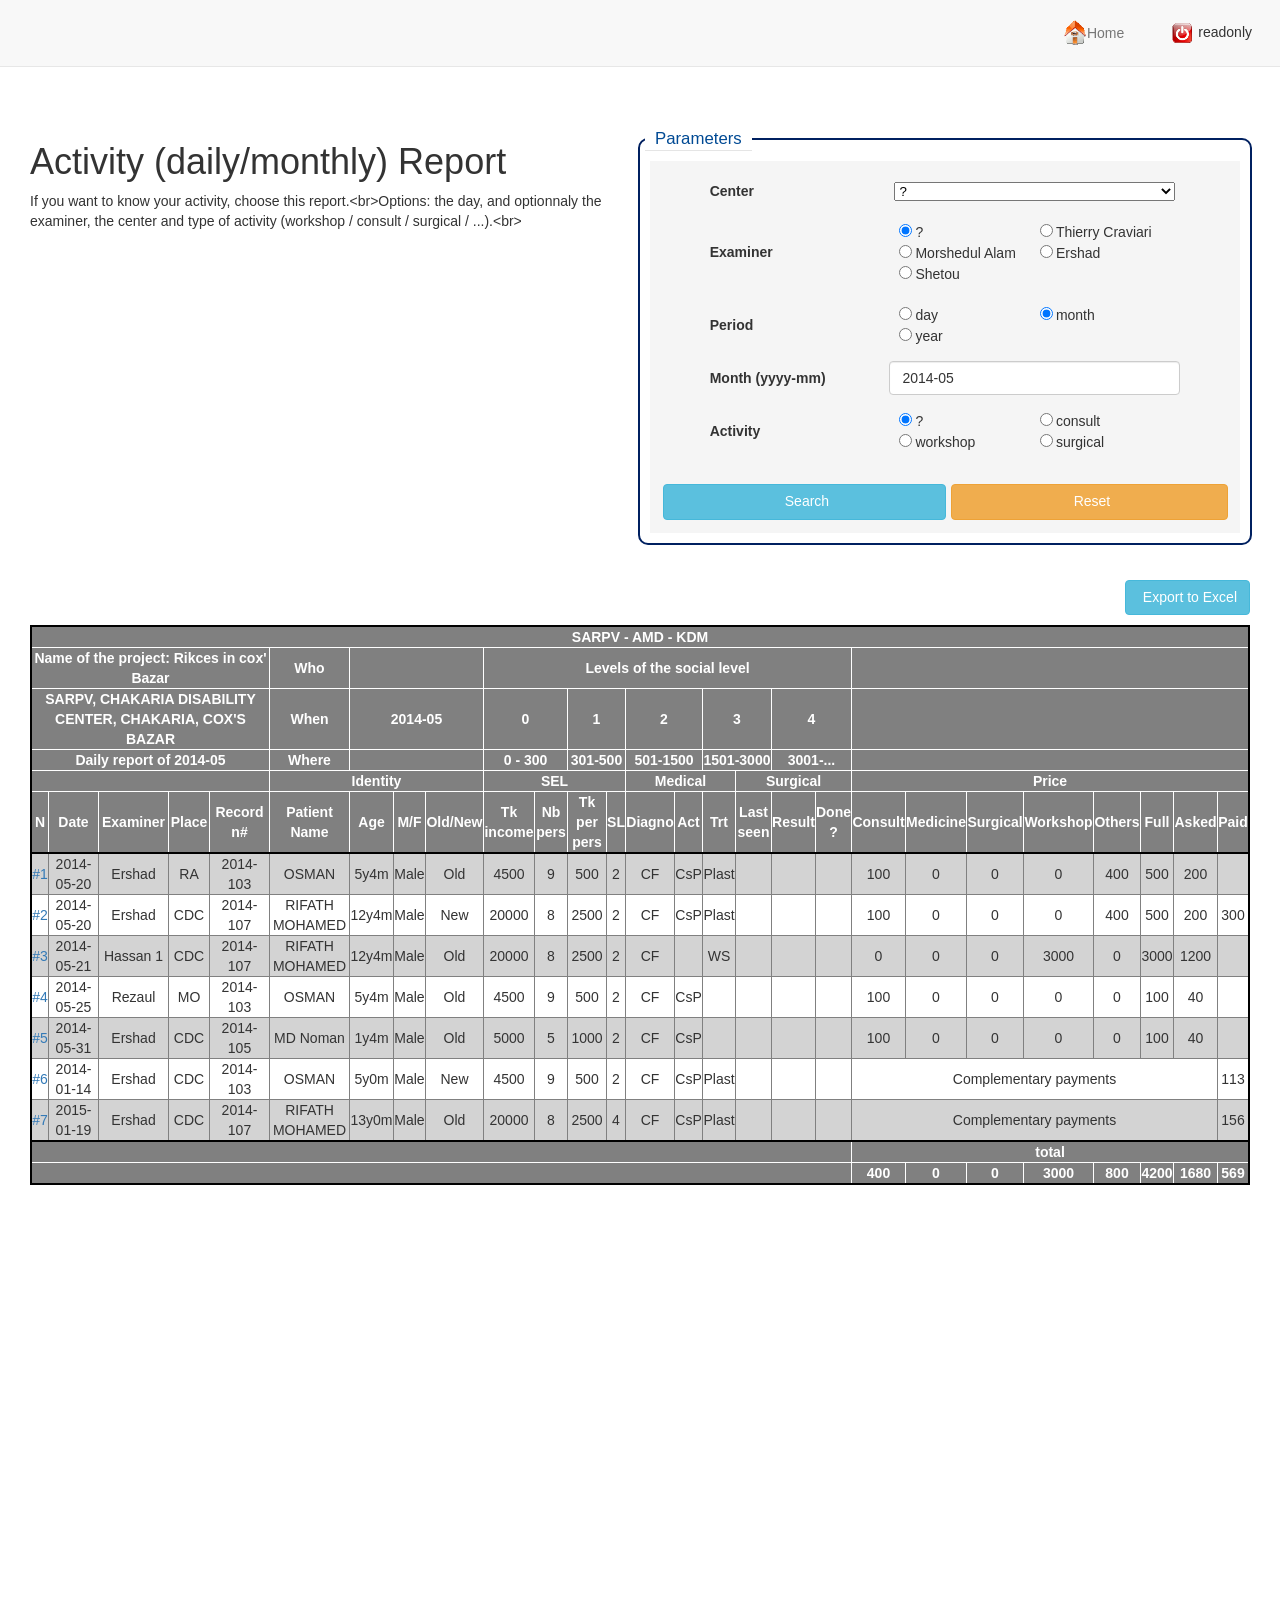 Home
readonly
Activity (daily/monthly) Report
If you want to know your activity, choose this report.<br>Options: the day, and optionnaly the
examiner, the center and type of activity (workshop / consult / surgical / ...).<br>
Parameters
Center ?
Examiner ? Thierry Craviari
Morshedul Alam Ershad
Shetou
Period day month
year
Month (yyyy-mm) 2014-05
Activity ? consult
workshop surgical
Search Reset
Export to Excel
SARPV - AMD - KDM
Name of the project: Rikces in cox' Bazar Who Levels of the social level
SARPV, CHAKARIA DISABILITY CENTER, CHAKARIA, COX'S BAZAR When 2014-05 0 1 2 3 4
Daily report of 2014-05 Where 0 - 300 301-500 501-1500 1501-3000 3001-...
Identity SEL Medical Surgical Price
N Date Examiner Place Record n# Patient Name Age M/F Old/New Tk income Nb pers Tk per pers SL Diagno Act Trt Last seen Result Done ? Consult Medicine Surgical Workshop Others Full Asked Paid
#1 2014-05-20 Ershad RA 2014-103 OSMAN 5y4m Male Old 4500 9 500 2 CF CsP Plast 100 0 0 0 400 500 200
#2 2014-05-20 Ershad CDC 2014-107 RIFATH MOHAMED 12y4m Male New 20000 8 2500 2 CF CsP Plast 100 0 0 0 400 500 200 300
#3 2014-05-21 Hassan 1 CDC 2014-107 RIFATH MOHAMED 12y4m Male Old 20000 8 2500 2 CF WS 0 0 0 3000 0 3000 1200
#4 2014-05-25 Rezaul MO 2014-103 OSMAN 5y4m Male Old 4500 9 500 2 CF CsP 100 0 0 0 0 100 40
#5 2014-05-31 Ershad CDC 2014-105 MD Noman 1y4m Male Old 5000 5 1000 2 CF CsP 100 0 0 0 0 100 40
#6 2014-01-14 Ershad CDC 2014-103 OSMAN 5y0m Male New 4500 9 500 2 CF CsP Plast Complementary payments 113
#7 2015-01-19 Ershad CDC 2014-107 RIFATH MOHAMED 13y0m Male Old 20000 8 2500 4 CF CsP Plast Complementary payments 156
total
400 0 0 3000 800 4200 1680 569